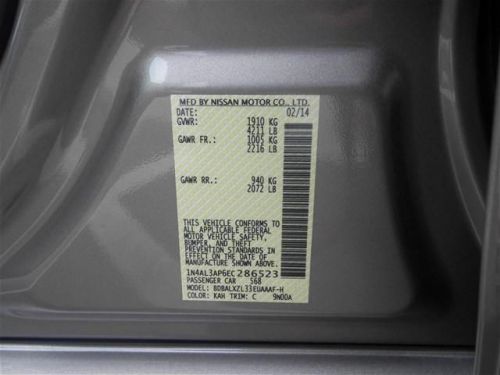 MFD BY NISSAN MOTOR CO., LTD.
DATE: 02/14
GVWR: 1910 KG
4211 LB
GAWR FR.: 1005 KG
2216 LB
GAWR RR.: 940 KG
2072 LB
THIS VEHICLE CONFORMS TO
ALL APPLICABLE FEDERAL
MOTOR VEHICLE SAFETY,
BUMPER, AND THEFT
PREVENTION STANDARDS
IN EFFECT ON THE DATE OF
MANUFACTURE SHOWN ABOVE.
1N4AL3AP6EC286523
PASSENGER CAR 568
MODEL: BDBALXZL33EUAAAF-H
COLOR: KAH TRIM: C 9N00A